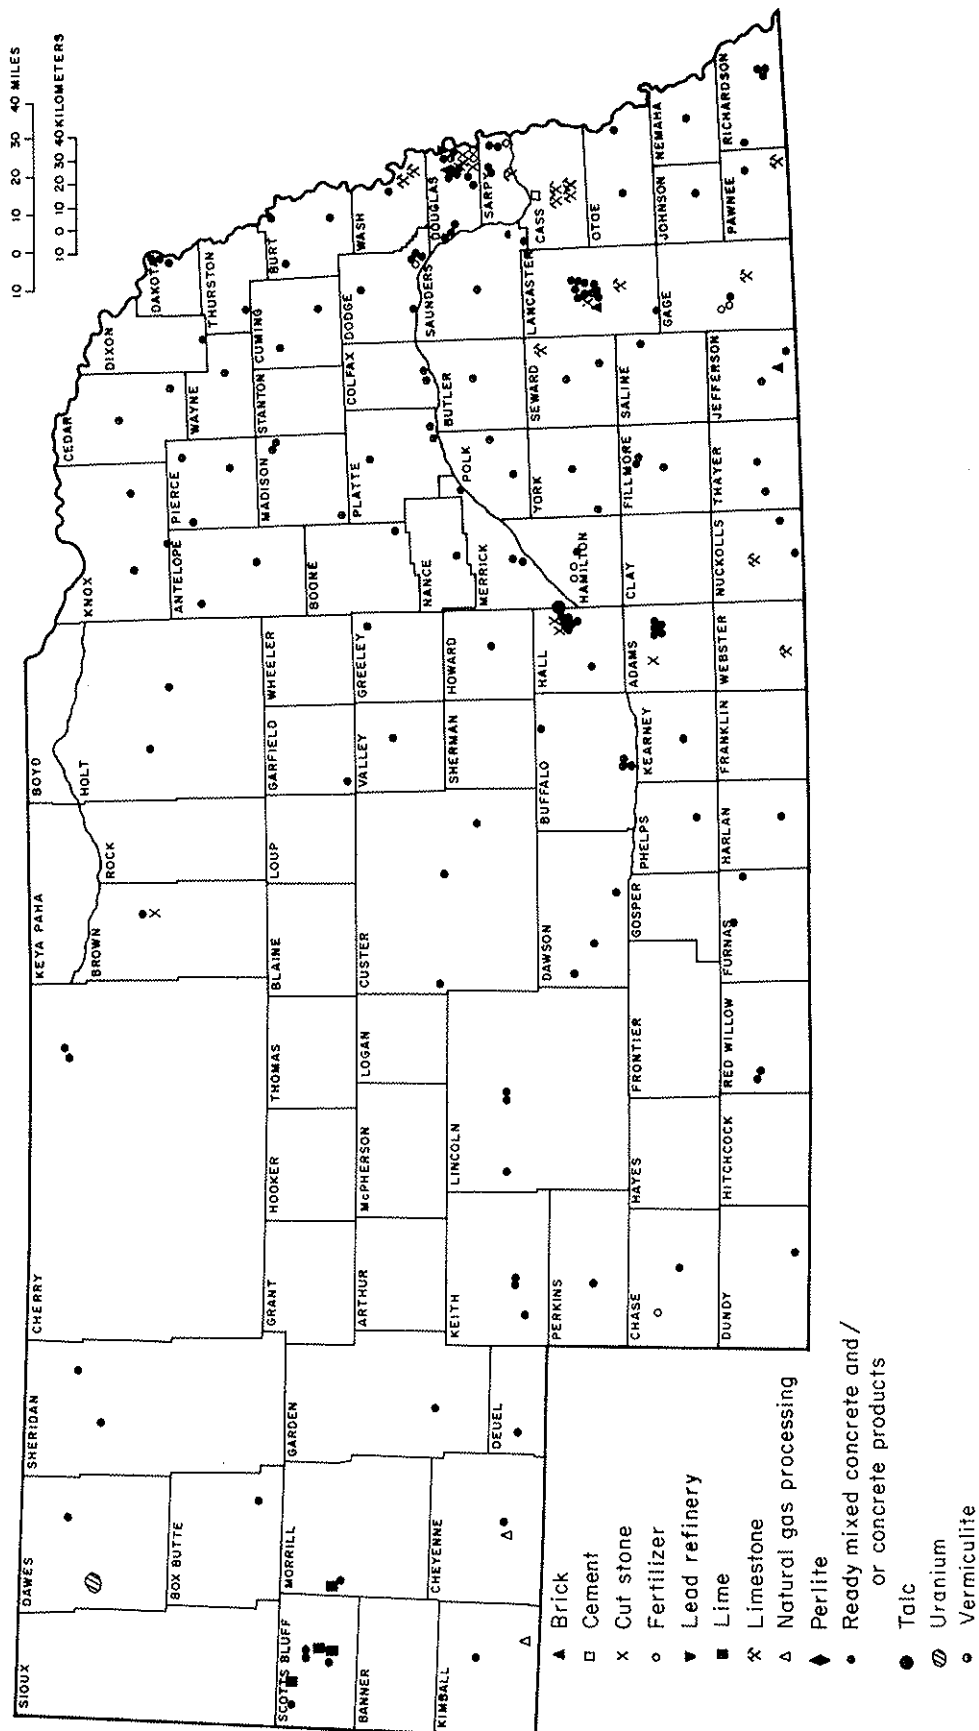 10 0 10 20 30 40 MILES
10 0 10 20 30 40 KILOMETERS
SIOUX
DAWES
SHERIDAN
CHERRY
KEYA PAHA
BOYD
BROWN
ROCK
HOLT
KNOX
CEDAR
DIXON
DAKOTA
BOX BUTTE
ANTELOPE
PIERCE
WAYNE
THURSTON
SCOTTS BLUFF
MORRILL
GARDEN
GRANT
HOOKER
THOMAS
BLAINE
LOUP
GARFIELD
WHEELER
BOONE
MADISON
STANTON
CUMING
BURT
BANNER
ARTHUR
McPHERSON
LOGAN
CUSTER
VALLEY
GREELEY
NANCE
PLATTE
COLFAX
DODGE
WASH
KIMBALL
CHEYENNE
DEUEL
KEITH
LINCOLN
SHERMAN
HOWARD
MERRICK
POLK
BUTLER
SAUNDERS
DOUGLAS
SARPY
PERKINS
DAWSON
BUFFALO
HALL
HAMILTON
YORK
SEWARD
LANCASTER
CASS
CHASE
HAYES
FRONTIER
GOSPER
PHELPS
KEARNEY
ADAMS
CLAY
FILLMORE
SALINE
OTOE
DUNDY
HITCHCOCK
RED WILLOW
FURNAS
HARLAN
FRANKLIN
WEBSTER
NUCKOLLS
THAYER
JEFFERSON
GAGE
JOHNSON
NEMAHA
PAWNEE
RICHARDSON
Brick
Cement
Cut stone
Fertilizer
Lead refinery
Lime
Limestone
Natural gas processing
Perlite
Ready mixed concrete and/
or concrete products
Talc
Uranium
Vermiculite